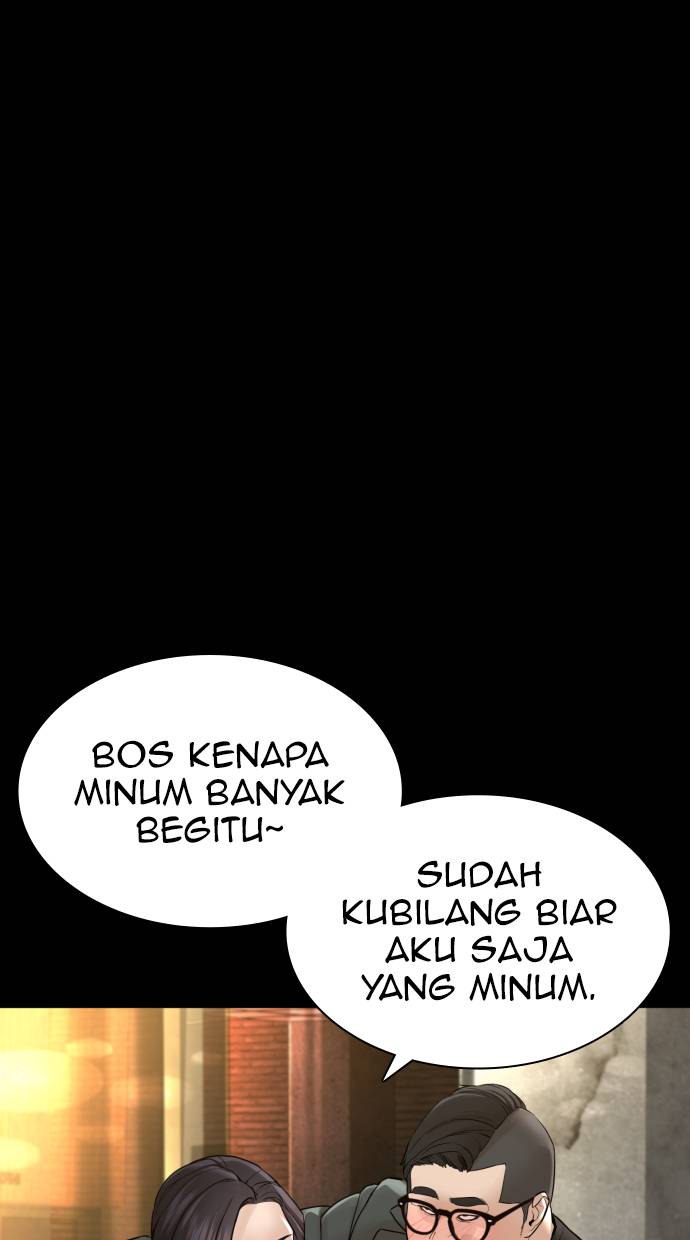 BOS KENAPA
MINUM BANYAK
BEGITU~
SUDAH
KUBILANG BIAR
AKU SAJA
YANG MINUM.